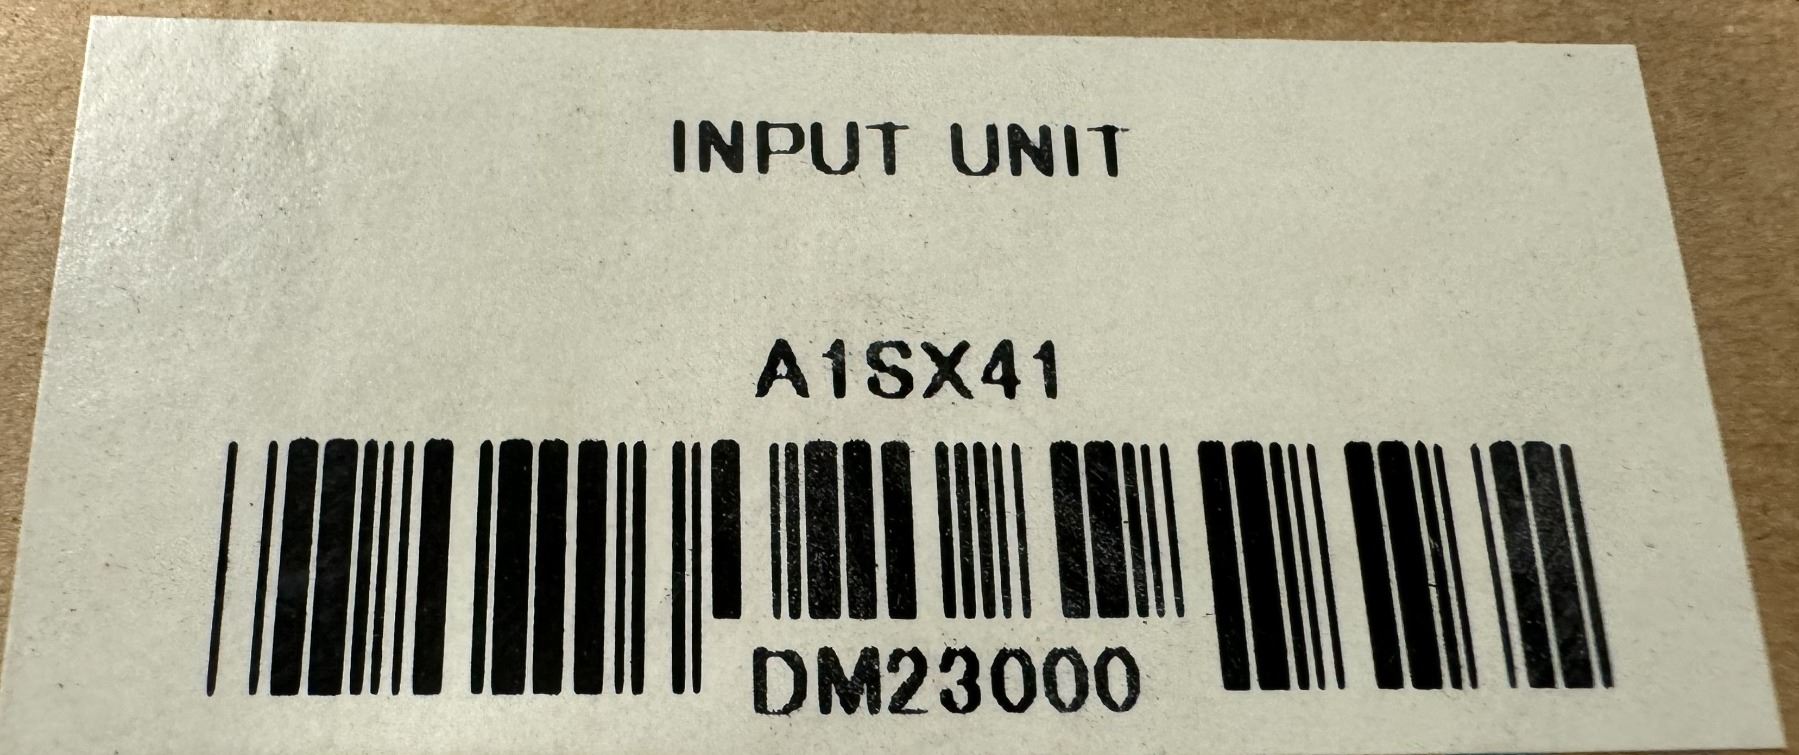 INPUT UNIT
A1SX41
DM23000